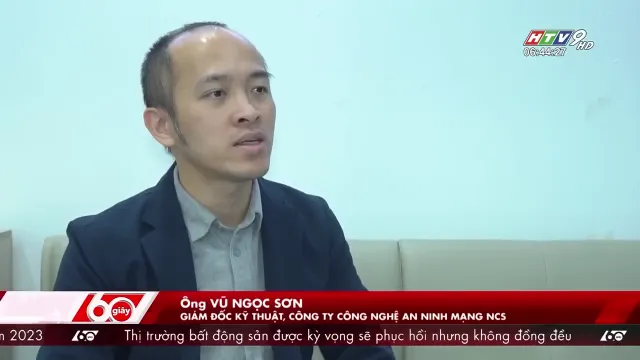 HTV9 HD
06:44:27
60 giây
Ông VŨ NGỌC SƠN
GIÁM ĐỐC KỸ THUẬT, CÔNG TY CÔNG NGHỆ AN NINH MẠNG NCS
2023 60 Thị trường bất động sản được kỳ vọng sẽ phục hồi nhưng không đồng đều 60